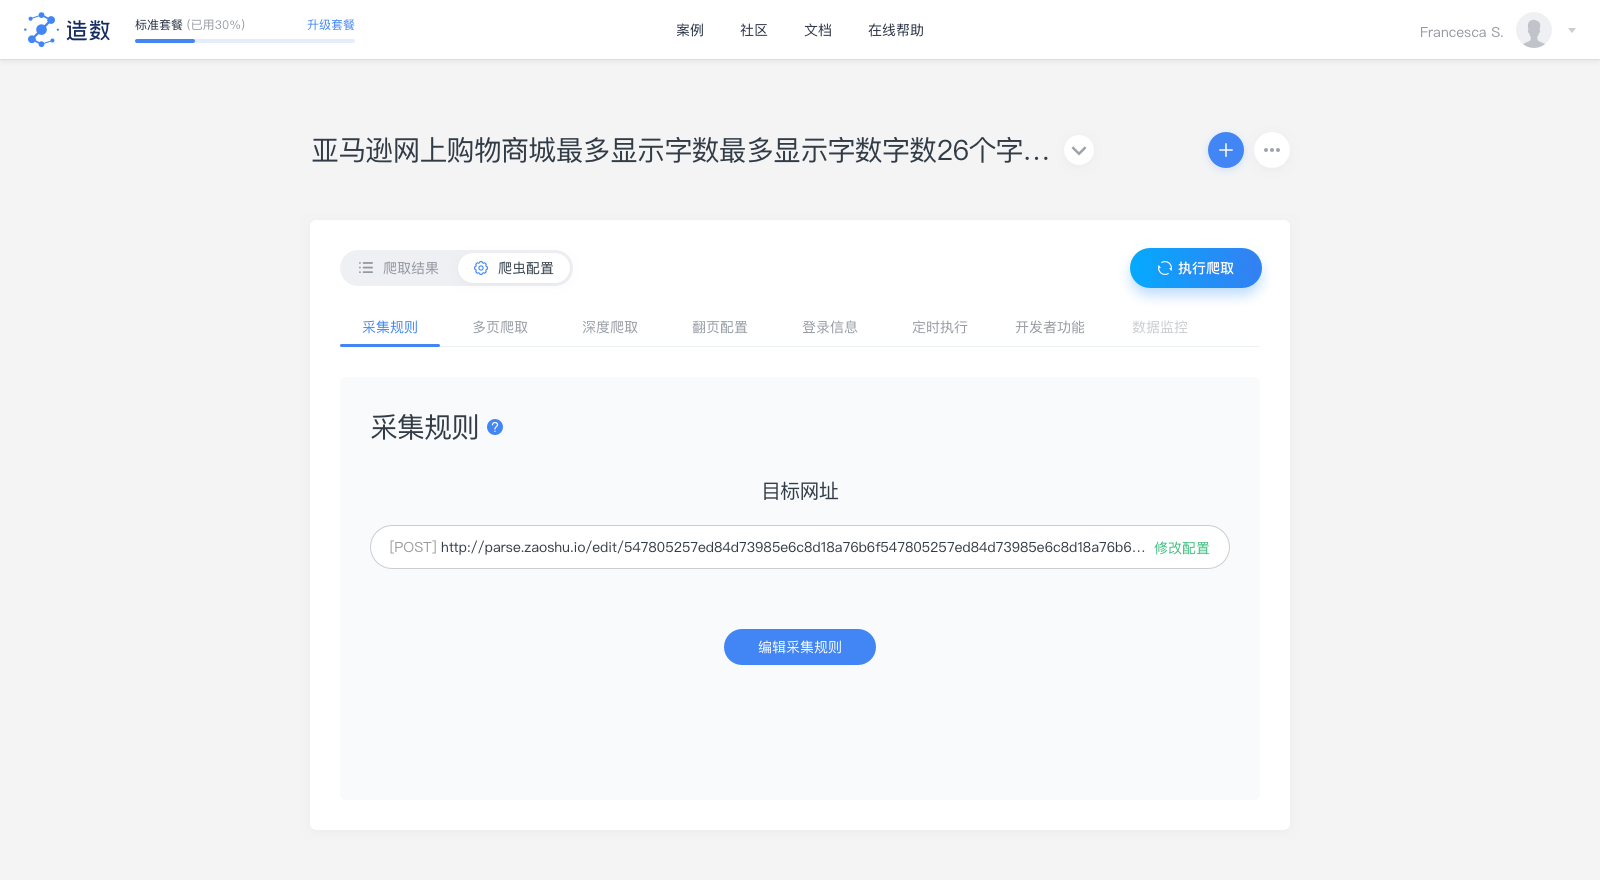 造数 标准套餐 (已用30%) 升级套餐 案例 社区 文档 在线帮助 Francesca S.
亚马逊网上购物商城最多显示字数最多显示字数字数26个字...
爬取结果 爬虫配置 执行爬取
采集规则 多页爬取 深度爬取 翻页配置 登录信息 定时执行 开发者功能 数据监控
采集规则 ?
目标网址
[POST] http://parse.zaoshu.io/edit/547805257ed84d73985e6c8d18a76b6f547805257ed84d73985e6c8d18a76b6... 修改配置
编辑采集规则